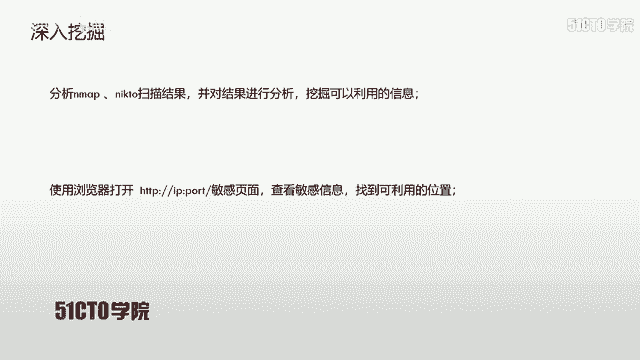 深入挖掘
51CTO学院
分析nmap 、nikto扫描结果，并对结果进行分析，挖掘可以利用的信息；
使用浏览器打开 http://ip:port/敏感页面，查看敏感信息，找到可利用的位置；
51CTO学院